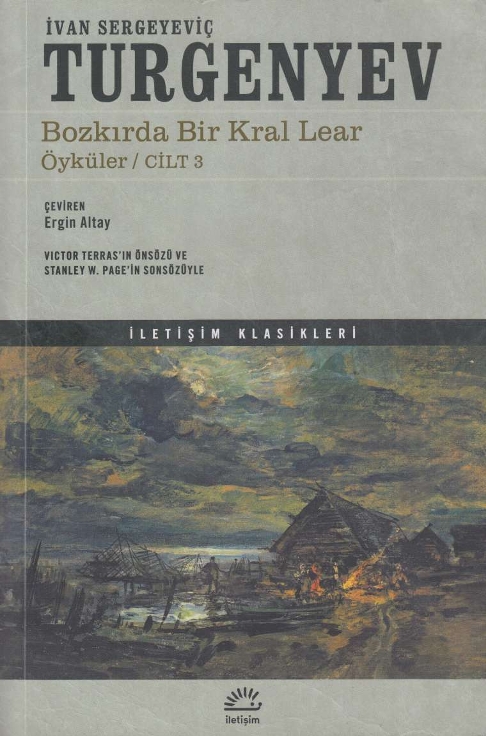 İVAN SERGEYEVİÇ
TURGENYEV
Bozkırda Bir Kral Lear
Öyküler / CİLT 3
ÇEVİREN
Ergin Altay
VICTOR TERRAS'IN ÖNSÖZÜ VE
STANLEY W. PAGE'İN SONSÖZÜYLE
İLETİŞİM KLASİKLERİ
iletişim